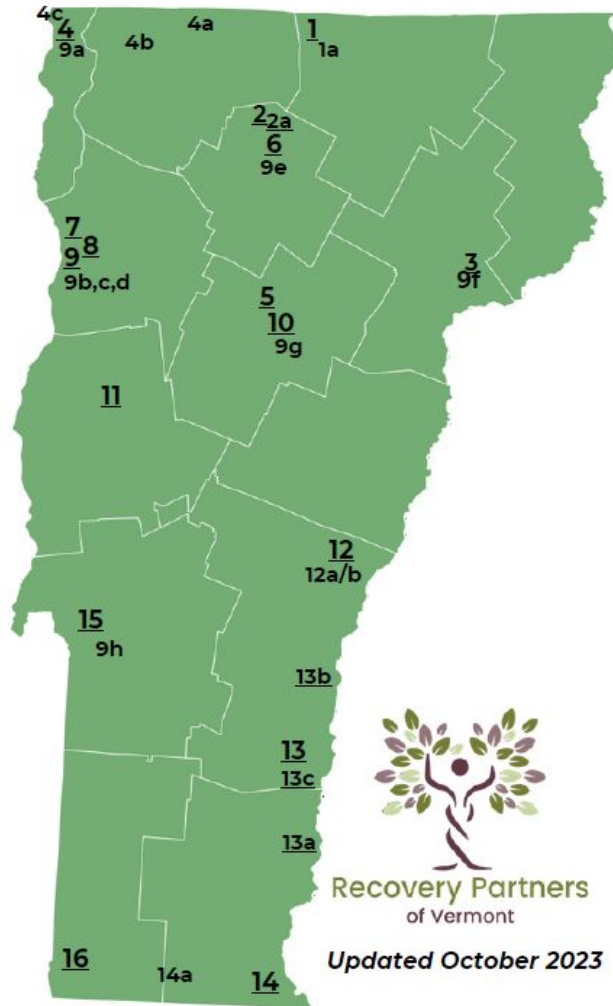 4c
4
9a
4b
4a
1
1a
2
2a
6
9e
7
8
9
9b,c,d
3
9f
5
10
9g
11
12
12a/b
15
9h
13b
13
13c
13a
Recovery Partners
of Vermont
Updated October 2023
16
14a
14